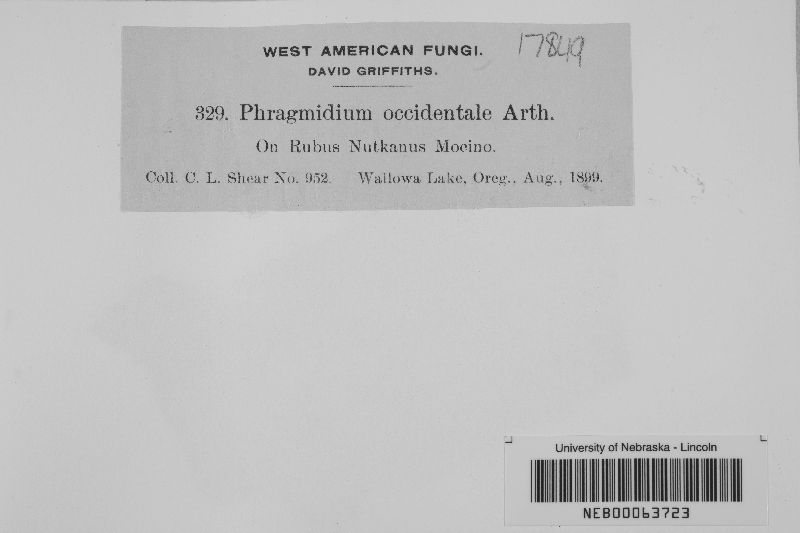 WEST AMERICAN FUNGI. 17849
DAVID GRIFFITHS.
329. Phragmidium occidentale Arth.
On Rubus Nutkanus Mocino.
Coll. C. L. Shear No. 952. Wallowa Lake, Oreg., Aug., 1899.
University of Nebraska - Lincoln
NEB00063723